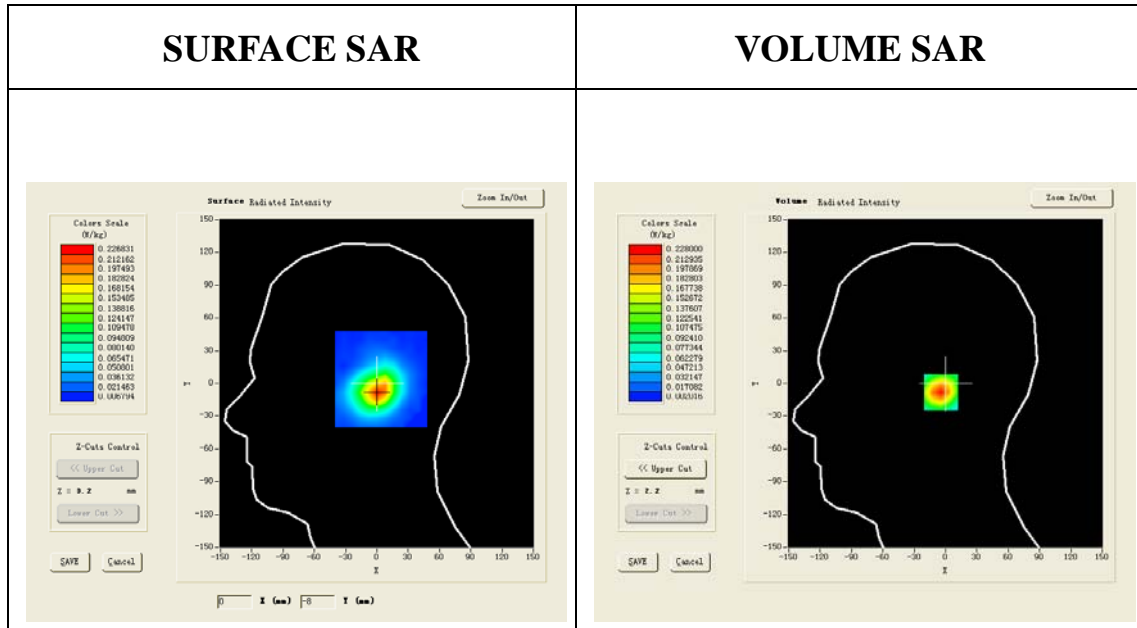 SURFACE SAR
VOLUME SAR
Surface Radiated Intensity
Zoom In/Out
Colors Scale
(W/kg)
0.226831
0.212162
0.197493
0.182824
0.168154
0.153485
0.138816
0.124147
0.109478
0.094809
0.080140
0.065471
0.050801
0.036132
0.021463
0.006794
150
120
90
60
30
0
-30
-60
-90
-120
-150
Y
-150 -120 -90 -60 -30 0 30 60 90 120 150
X
Z-Cuts Control
<< Upper Cut
Lower Cut >>
SAVE
Cancel
0 X (mm) -8 Y (mm)
Volume Radiated Intensity
Zoom In/Out
Colors Scale
(W/kg)
0.228000
0.212935
0.197869
0.182803
0.167738
0.152672
0.137607
0.122541
0.107475
0.092410
0.077344
0.062279
0.047213
0.032147
0.017082
0.002016
150
120
90
60
30
0
-30
-60
-90
-120
-150
Y
-150 -120 -90 -60 -30 0 30 60 90 120 150
X
Z-Cuts Control
<< Upper Cut
Lower Cut >>
SAVE
Cancel